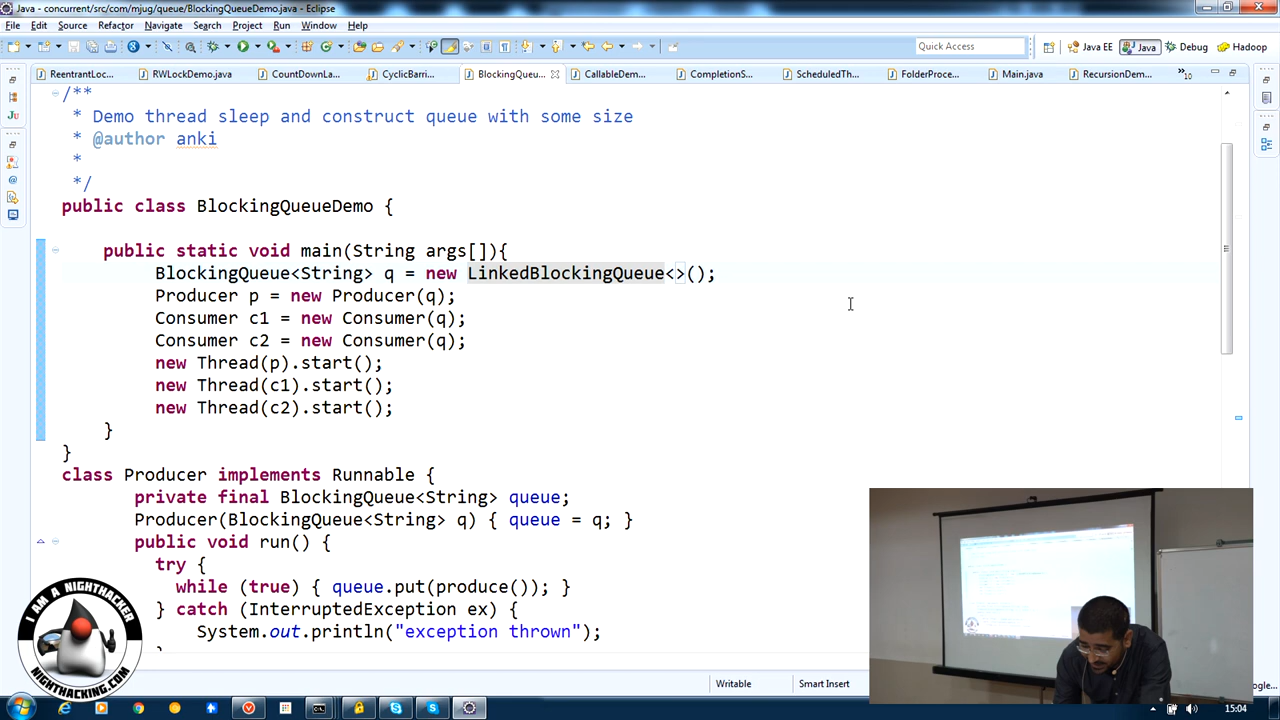 Java - concurrent/src/com/mjug/queue/BlockingQueueDemo.java - Eclipse
File Edit Source Refactor Navigate Search Project Run Window Help
Quick Access Java EE Java Debug Hadoop
ReentrantLoc... RWLockDemo.java CountDownLa... CyclicBarri... BlockingQueu... CallableDem... CompletionS... ScheduledTh... FolderProce... Main.java RecursionDem... »10
/**
* Demo thread sleep and construct queue with some size
* @author anki
*
*/
public class BlockingQueueDemo {
public static void main(String args[]){
BlockingQueue<String> q = new LinkedBlockingQueue<>();
Producer p = new Producer(q);
Consumer c1 = new Consumer(q);
Consumer c2 = new Consumer(q);
new Thread(p).start();
new Thread(c1).start();
new Thread(c2).start();
}
}
class Producer implements Runnable {
private final BlockingQueue<String> queue;
Producer(BlockingQueue<String> q) { queue = q; }
public void run() {
try {
while (true) { queue.put(produce()); }
} catch (InterruptedException ex) {
System.out.println("exception thrown");
I AM A NIGHTHACKER
NIGHTHACKING.COM
Writable Smart Insert
ogle...
15:04